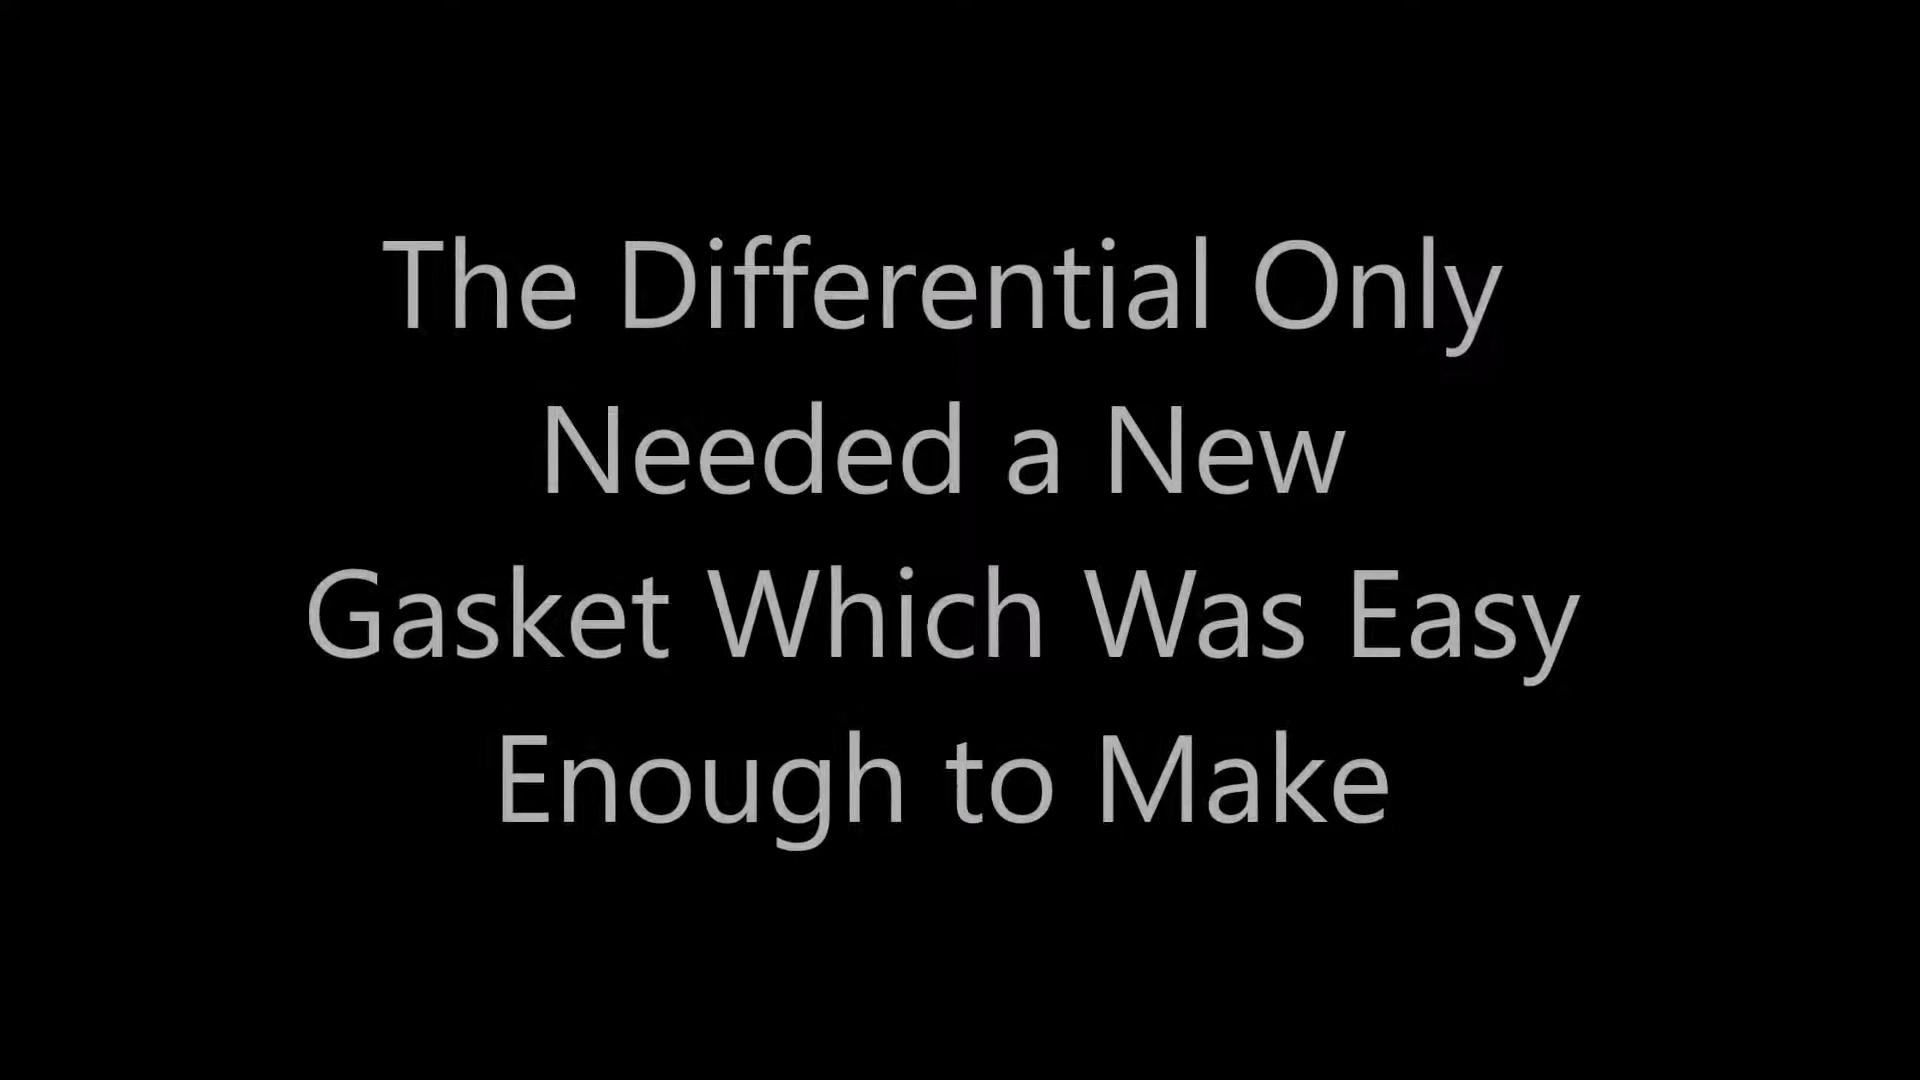 The Differential Only
Needed a New
Gasket Which Was Easy
Enough to Make